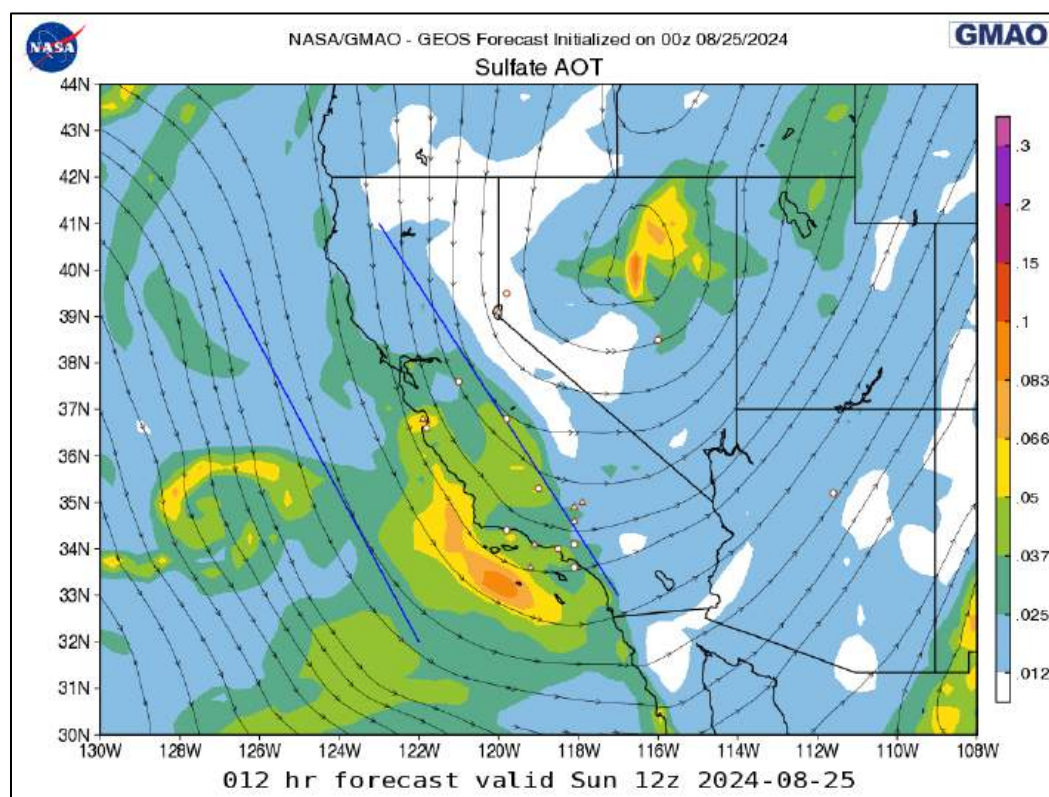 NASA
NASA/GMAO - GEOS Forecast Initialized on 00z 08/25/2024
GMAO
Sulfate AOT
44N
43N
42N
41N
40N
39N
38N
37N
36N
35N
34N
33N
32N
31N
30N
130W 128W 126W 124W 122W 120W 118W 116W 114W 112W 110W 108W
.3
.2
.15
.1
.083
.066
.05
.037
.025
.012
012 hr forecast valid Sun 12z 2024-08-25